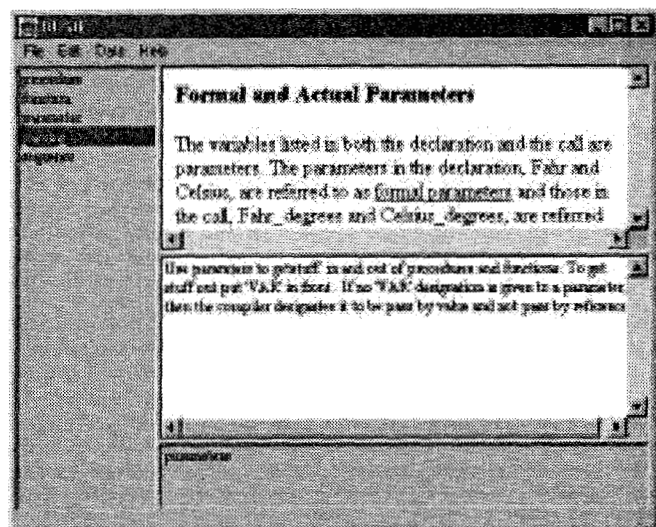 File Edit Data Help
procedure
function
parameter
argument
Formal and Actual Parameters
The variables listed in both the declaration and the call are
parameters. The parameters in the declaration, Fahr and
Celsius, are referred to as formal parameters and those in
the call, Fahr_degrees and Celsius_degrees, are referred
Use parameters to get 'stuff' in and out of procedures and functions. To get
stuff out put 'VAR' in front. If no 'VAR' designation is given to a parameter
then the compiler designates it to be pass by value and not pass by reference